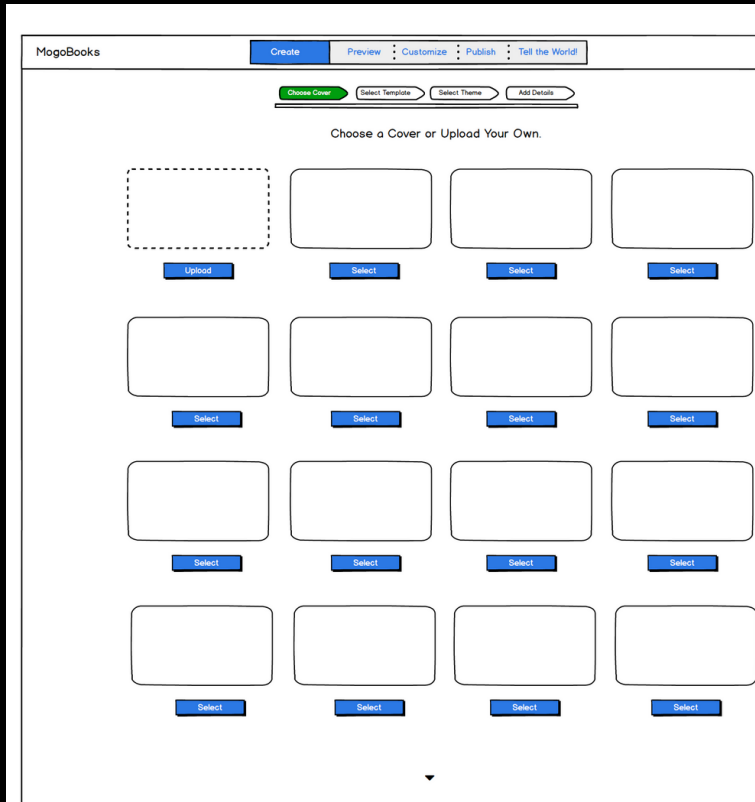 MogoBooks Create Preview Customize Publish Tell the World!
Choose Cover Select Template Select Theme Add Details
Choose a Cover or Upload Your Own.
Upload Select Select Select
Select Select Select Select
Select Select Select Select
Select Select Select Select